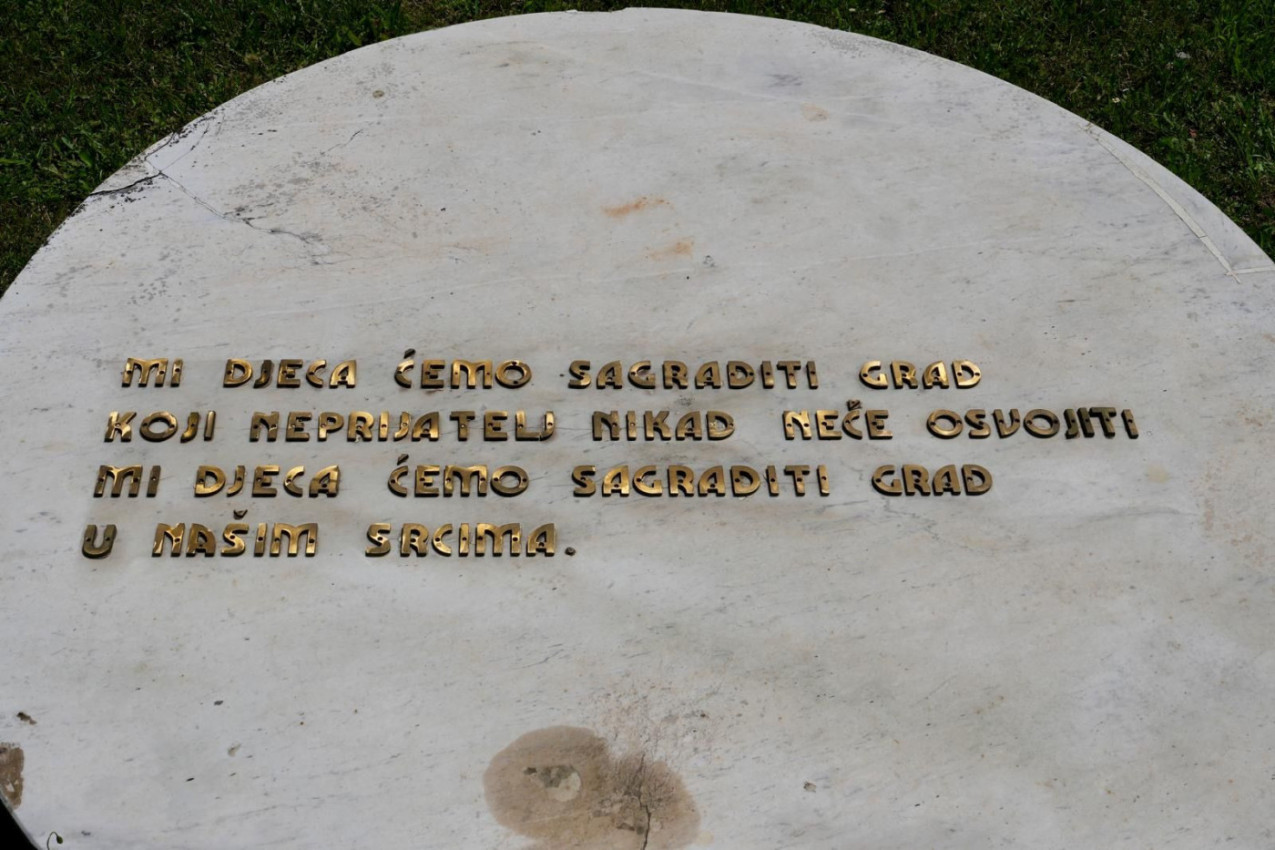 MI DJECA ĆEMO SAGRADITI GRAD
KOJI NEPRIJATELJ NIKAD NEČE OSVOJITI
MI DJECA ĆEMO SAGRADITI GRAD
U NAŠIM SRCIMA.